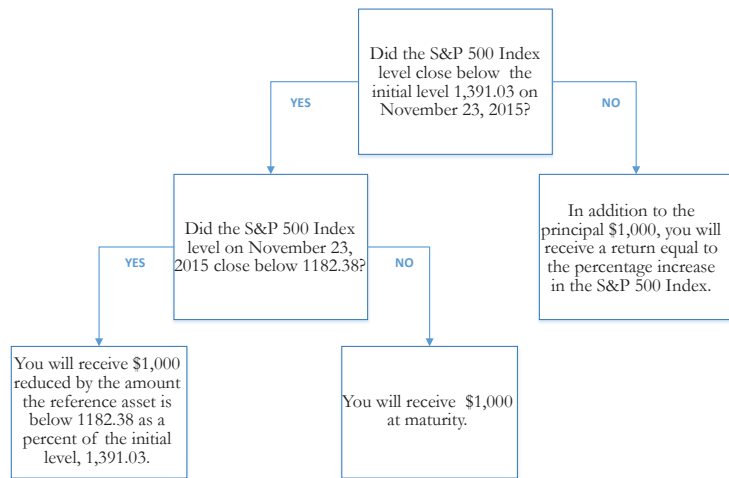 Did the S&P 500 Index
level close below the
initial level 1,391.03 on
November 23, 2015?
YES
NO
Did the S&P 500 Index
level on November 23,
2015 close below 1182.38?
In addition to the
principal $1,000, you will
receive a return equal to
the percentage increase
in the S&P 500 Index.
YES
NO
You will receive $1,000
reduced by the amount
the reference asset is
below 1182.38 as a
percent of the initial
level, 1,391.03.
You will receive $1,000
at maturity.